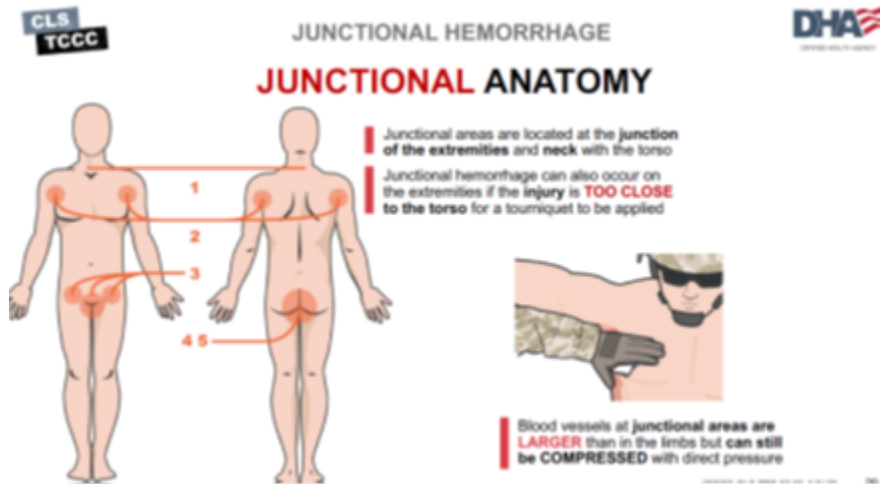 CLS
TCCC
JUNCTIONAL HEMORRHAGE
DHA
DEFENSE HEALTH AGENCY
JUNCTIONAL ANATOMY
Junctional areas are located at the junction
of the extremities and neck with the torso
Junctional hemorrhage can also occur on
the extremities if the injury is TOO CLOSE
to the torso for a tourniquet to be applied
1
2
3
4 5
Blood vessels at junctional areas are
LARGER than in the limbs but can still
be COMPRESSED with direct pressure